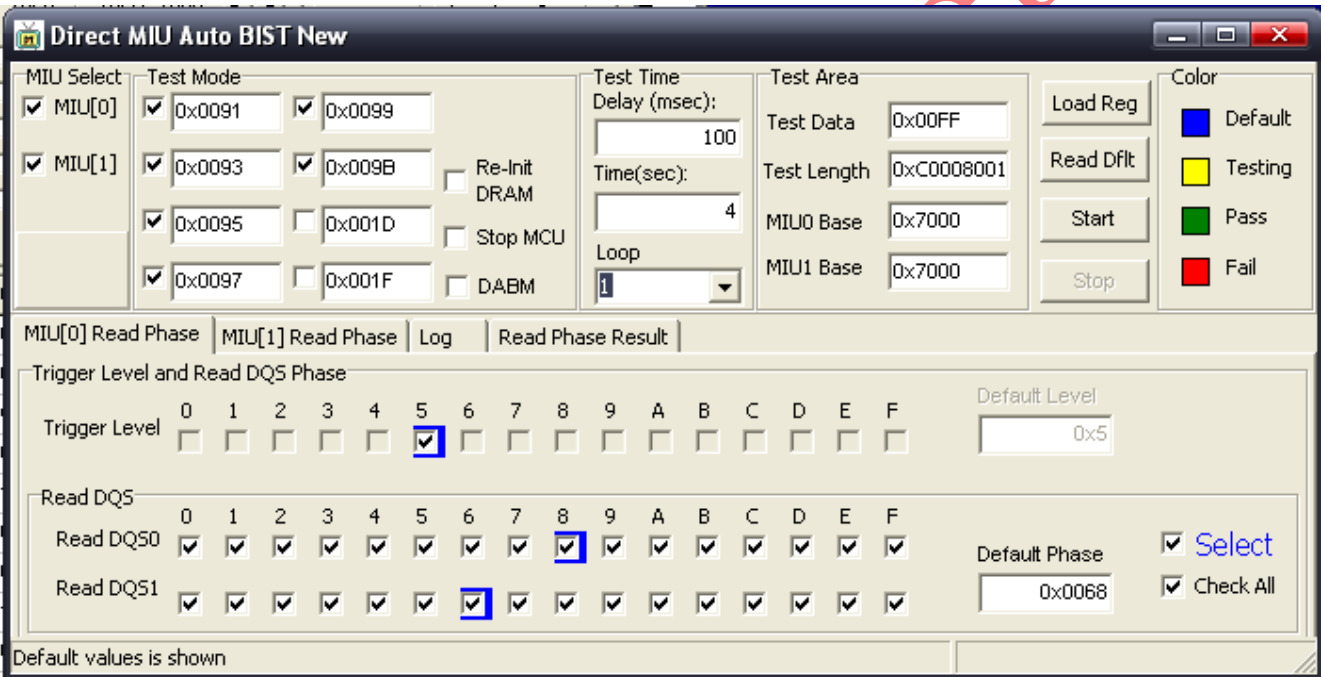 Direct MIU Auto BIST New
MIU Select
MIU[0]
MIU[1]
Test Mode
0x0091
0x0099
0x0093
0x009B
0x0095
0x001D
0x0097
0x001F
Re-Init
DRAM
Stop MCU
DABM
Test Time
Delay (msec):
100
Time(sec):
4
Loop
1
Test Area
Test Data 0x00FF
Test Length 0xC0008001
MIU0 Base 0x7000
MIU1 Base 0x7000
Load Reg
Read Dflt
Start
Stop
Color
Default
Testing
Pass
Fail
MIU[0] Read Phase MIU[1] Read Phase Log Read Phase Result
Trigger Level and Read DQS Phase
0 1 2 3 4 5 6 7 8 9 A B C D E F
Trigger Level
Default Level
0x5
Read DQS
0 1 2 3 4 5 6 7 8 9 A B C D E F
Read DQS0
Read DQS1
Default Phase
0x0068
Select
Check All
Default values is shown